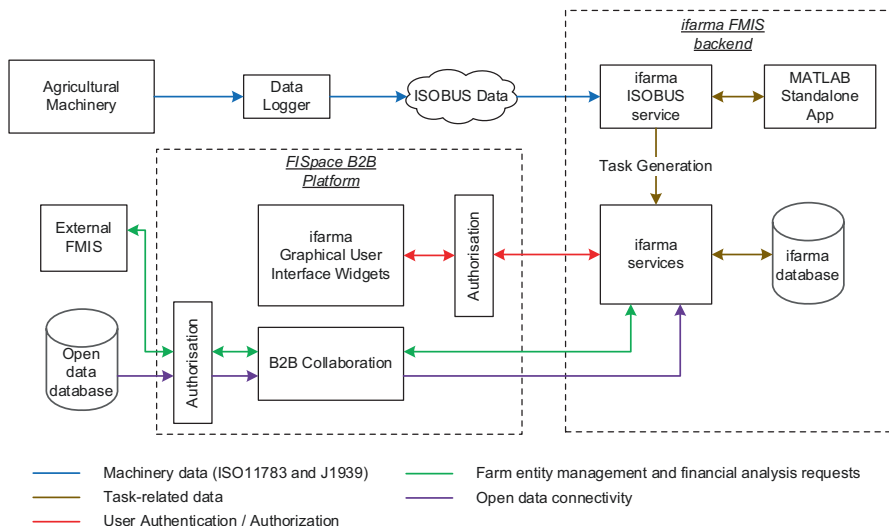 ifarma FMIS
backend
Agricultural
Machinery
Data
Logger
ISOBUS Data
ifarma
ISOBUS
service
MATLAB
Standalone
App
Task Generation
FISpace B2B
Platform
External
FMIS
ifarma
Graphical User
Interface Widgets
Authorisation
ifarma
services
ifarma
database
Open
data
database
Authorisation
B2B Collaboration
Machinery data (ISO11783 and J1939)
Task-related data
User Authentication / Authorization
Farm entity management and financial analysis requests
Open data connectivity